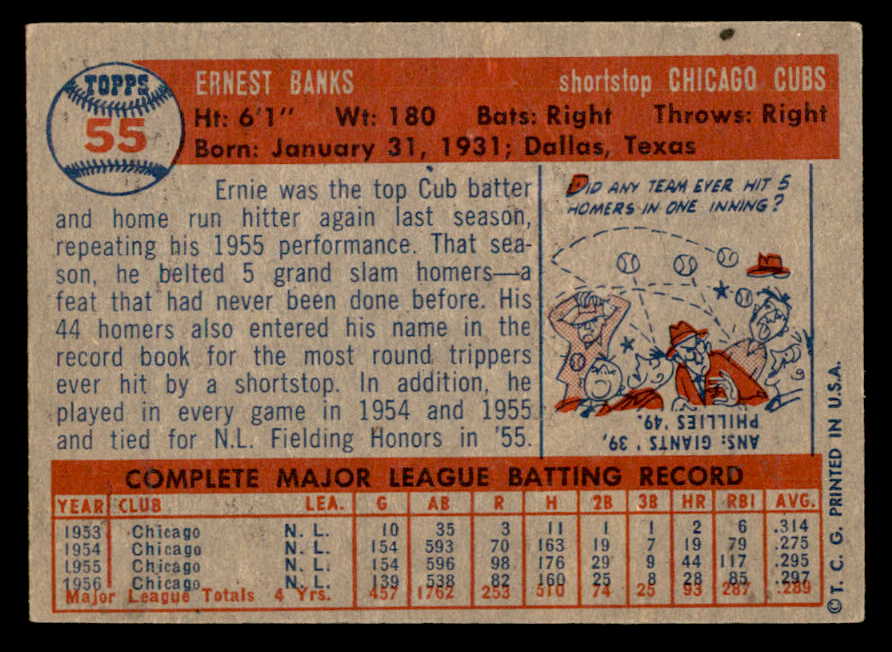 TOPPS
55
ERNEST BANKS shortstop CHICAGO CUBS
Ht: 6'1" Wt: 180 Bats: Right Throws: Right
Born: January 31, 1931; Dallas, Texas
Ernie was the top Cub batter
and home run hitter again last season,
repeating his 1955 performance. That sea-
son, he belted 5 grand slam homers—a
feat that had never been done before. His
44 homers also entered his name in the
record book for the most round trippers
ever hit by a shortstop. In addition, he
played in every game in 1954 and 1955
and tied for N.L. Fielding Honors in '55.
DID ANY TEAM EVER HIT 5
HOMERS IN ONE INNING?
ANS: GIANTS '39,
PHILLIES '49.
COMPLETE MAJOR LEAGUE BATTING RECORD
YEAR CLUB LEA. G AB R H 2B 3B HR RBI AVG.
1953 Chicago N. L. 10 35 3 11 1 1 2 6 .314
1954 Chicago N. L. 154 593 70 163 19 7 19 79 .275
1955 Chicago N. L. 154 596 98 176 29 9 44 117 .295
1956 Chicago N. L. 139 538 82 160 25 8 28 85 .297
Major League Totals 4 Yrs. 457 1762 253 510 74 25 93 287 .289
©T. C. G. PRINTED IN U.S.A.